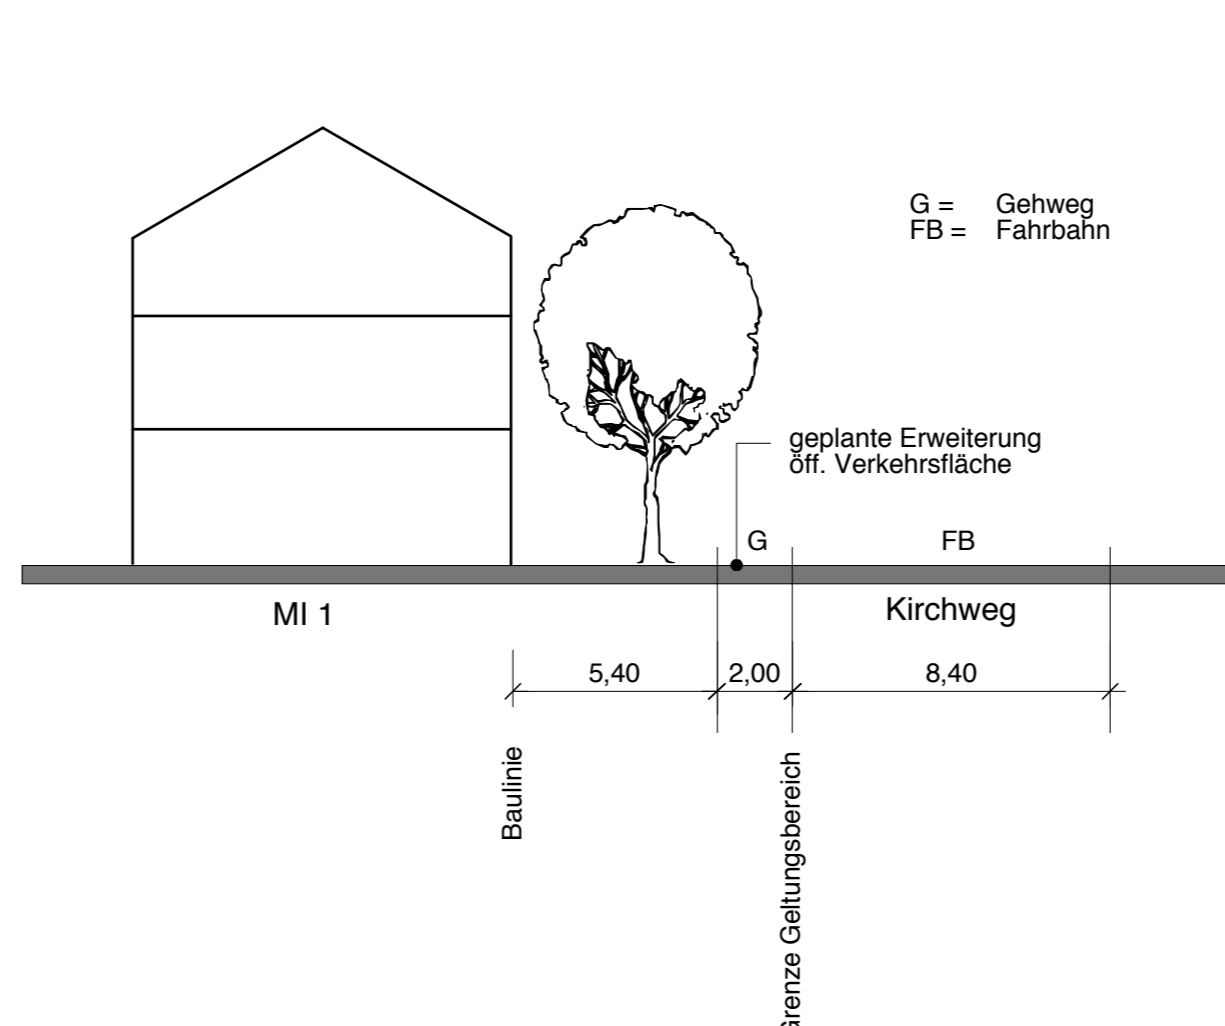 G = Gehweg
FB = Fahrbahn
geplante Erweiterung
öff. Verkehrsfläche
G
FB
MI 1
Kirchweg
5,40
2,00
8,40
Baulinie
Grenze Geltungsbereich